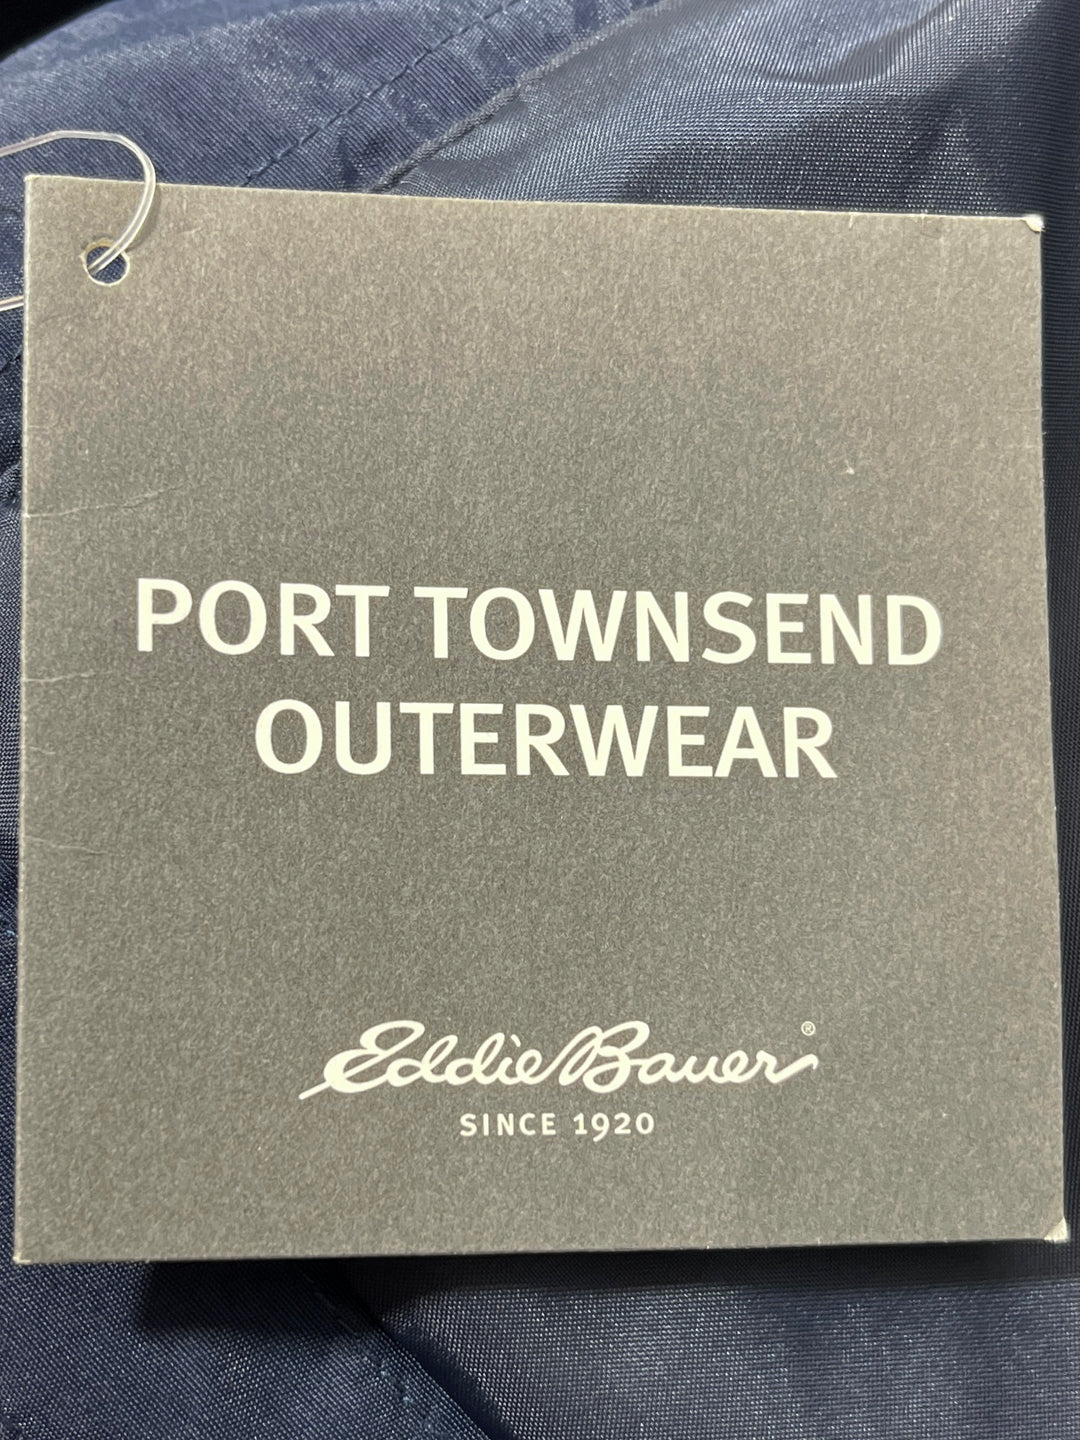 PORT TOWNSEND
OUTERWEAR
Eddie Bauer®
SINCE 1920